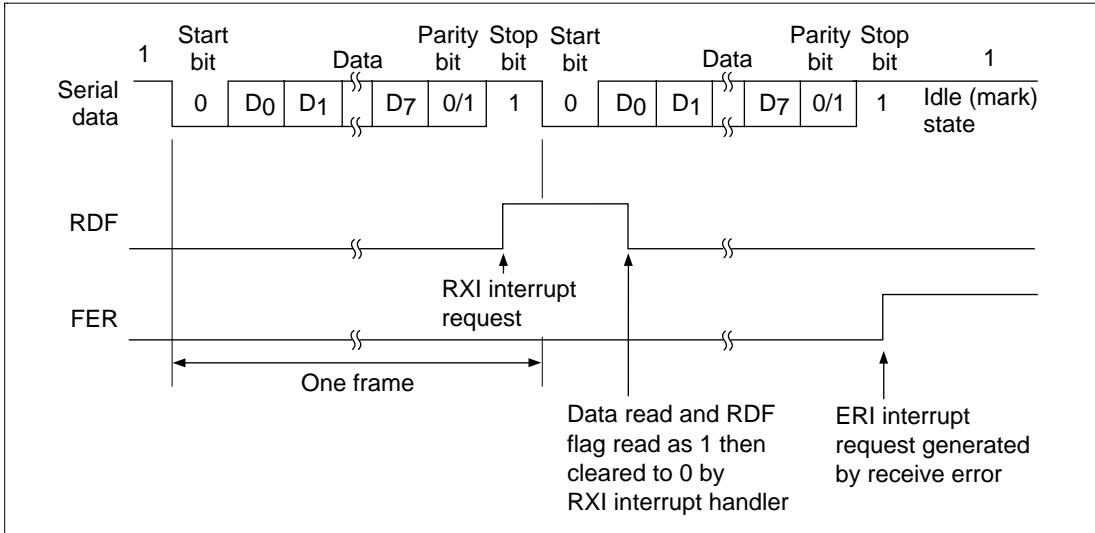 1
Start bit
Data
Parity bit
Stop bit
Start bit
Data
Parity bit
Stop bit
1
Serial data
0
D0
D1
D7
0/1
1
0
D0
D1
D7
0/1
1
Idle (mark) state
RDF
RXI interrupt
request
FER
One frame
Data read and RDF
flag read as 1 then
cleared to 0 by
RXI interrupt handler
ERI interrupt
request generated
by receive error